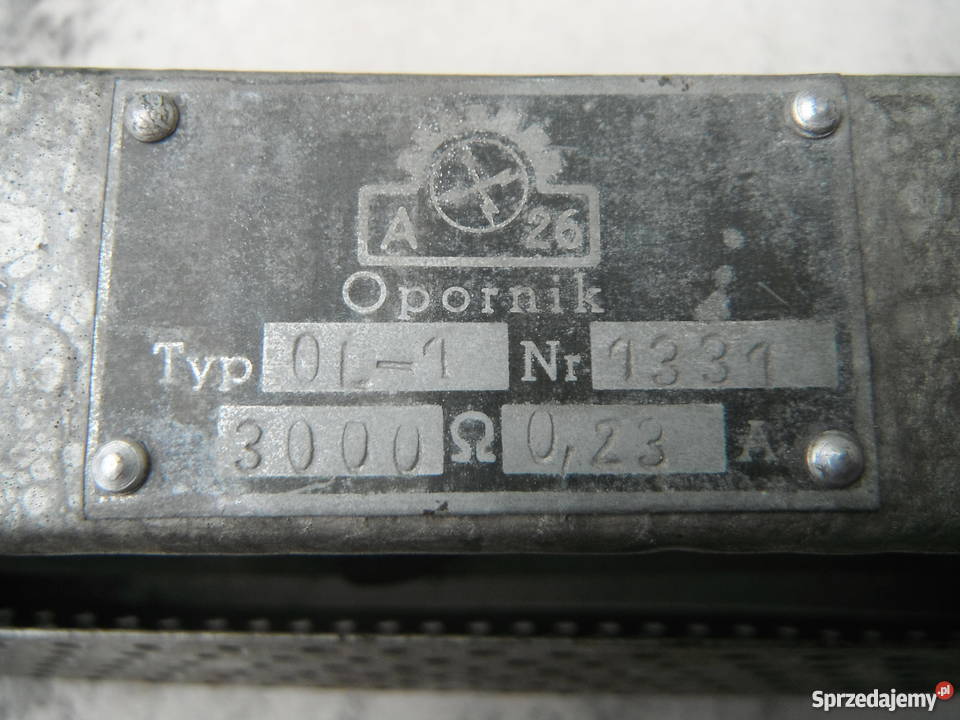 A 26
Opornik
Typ OL-1 Nr 1331
3000 Ω 0,23 A
Sprzedajemy.pl